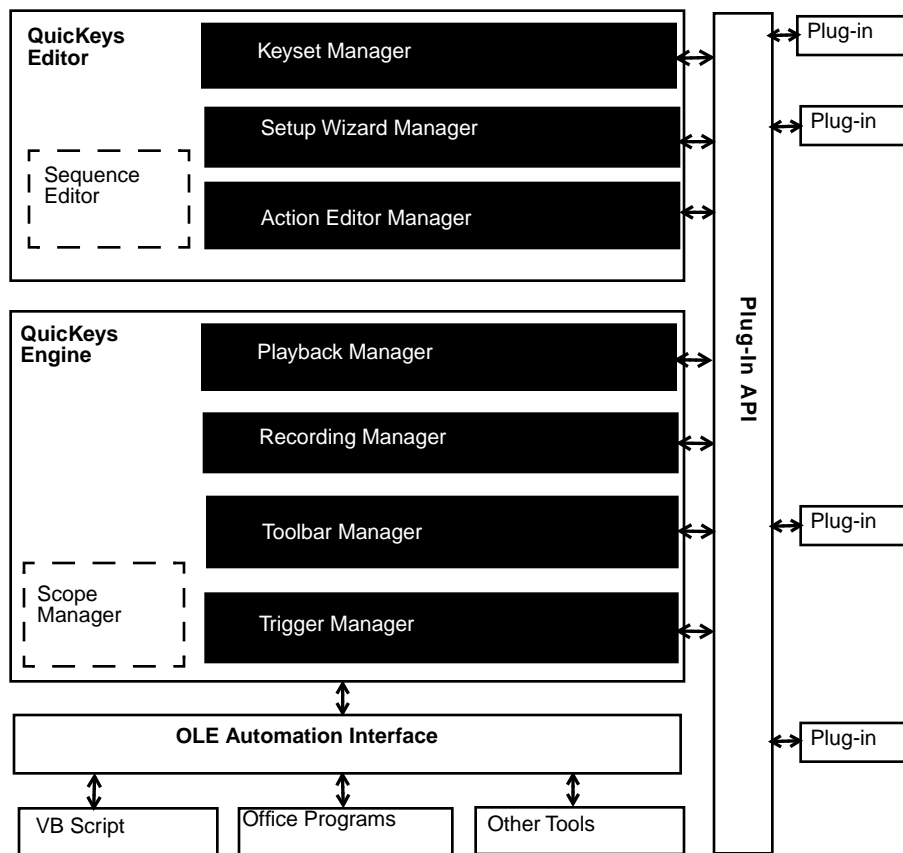 QuicKeys
Editor
Keyset Manager
Setup Wizard Manager
Sequence
Editor
Action Editor Manager
QuicKeys
Engine
Playback Manager
Recording Manager
Toolbar Manager
Scope
Manager
Trigger Manager
OLE Automation Interface
VB Script
Office Programs
Other Tools
Plug-In API
Plug-in
Plug-in
Plug-in
Plug-in